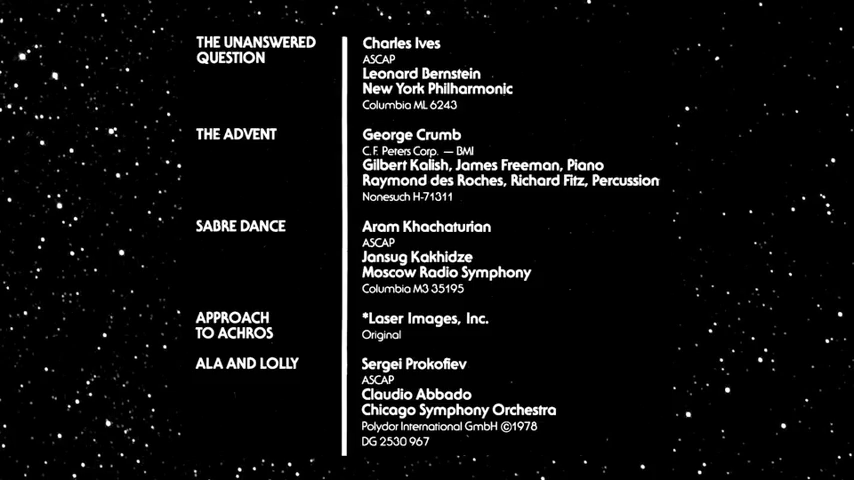 THE UNANSWERED
QUESTION
Charles Ives
ASCAP
Leonard Bernstein
New York Philharmonic
Columbia ML 6243
THE ADVENT
George Crumb
C.F. Peters Corp. — BMI
Gilbert Kalish, James Freeman, Piano
Raymond des Roches, Richard Fitz, Percussion
Nonesuch H-71311
SABRE DANCE
Aram Khachaturian
ASCAP
Jansug Kakhidze
Moscow Radio Symphony
Columbia M3 35195
APPROACH
TO ACHROS
*Laser Images, Inc.
Original
ALA AND LOLLY
Sergei Prokofiev
ASCAP
Claudio Abbado
Chicago Symphony Orchestra
Polydor International GmbH ©1978
DG 2530 967